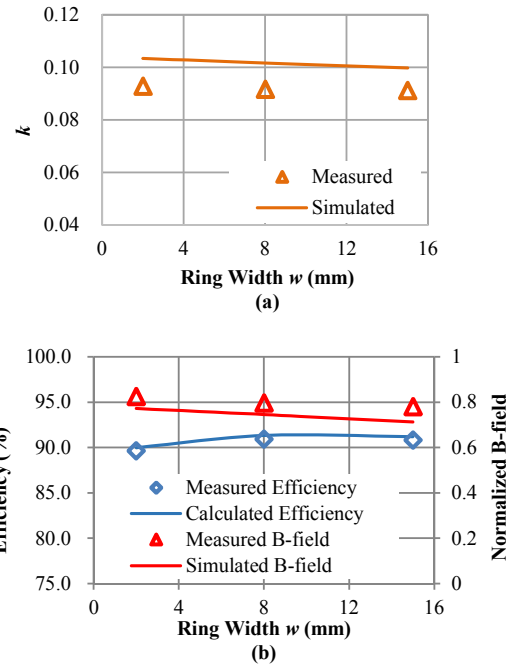 0.12
0.10
0.08
0.06
0.04
k
Measured
Simulated
0 4 8 12 16
Ring Width w (mm)
(a)
100.0
95.0
90.0
85.0
80.0
75.0
Efficiency (%)
1
0.8
0.6
0.4
0.2
0
Normalized B-field
Measured Efficiency
Calculated Efficiency
Measured B-field
Simulated B-field
0 4 8 12 16
Ring Width w (mm)
(b)